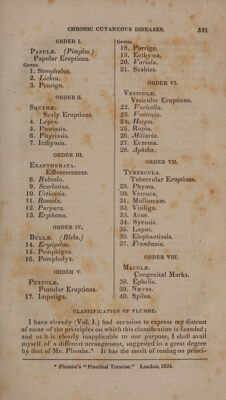 CHRONIC CUTANEOUS DISEASES. 531
ORDER I.
PAPULÆ. (Pimples.)
Papular Eruptions.
Genus.
1. Strophulus.
2. Lichen.
3. Prurigo.
ORDER II.
SQUAMÆ.
Scaly Eruptions.
4. Lepra.
5. Psoriasis.
6. Pityriasis.
7. Icthyosis.
ORDER III.
EXANTHEMATA.
Efflorescences.
8. Rubeola.
9. Scarlatina.
10. Urticaria.
11. Roseola.
12. Purpura.
13. Erythema.
ORDER IV.
BULLÆ. (Blebs.)
14. Erysipelas.
15. Pemphigus.
16. Pompholyx.
ORDER V.
PUSTULÆ.
Pustular Eruptions.
17. Impetigo.
Genus.
18. Porrigo.
19. Ecthyma.
20. Variola.
21. Scabies.
ORDER VI.
VESICULÆ.
Vesicular Eruptions.
22. Varicella.
23. Vaccinia.
24. Herpes.
25. Rupia.
26. Miliaria.
27. Eczema.
28. Aphtha.
ORDER VII.
TUBERCULA.
Tubercular Eruptions.
29. Phyma.
30. Verruca,
31. Molluscum.
32. Vitiligo.
33. Acne.
34. Sycosis.
35. Lupus.
36. Elephantiasis.
37. Frambæsia.
ORDER VIII.
MACULÆ.
Congenital Marks.
38. Ephelis.
39. Nævus.
40. Spilus.
CLASSIFICATION OF PLUMBE.
I have already (Vol. I.) had occasion to express my distrust
of some of the principles on which this classification is founded;
and as it is clearly inapplicable to our purpose, I shall avail
myself of a different arrangement, suggested in a great degree
by that of Mr. Plumbe.* It has the merit of resting on princi-
* Plumbe's "Practical Treatise." London, 1824.